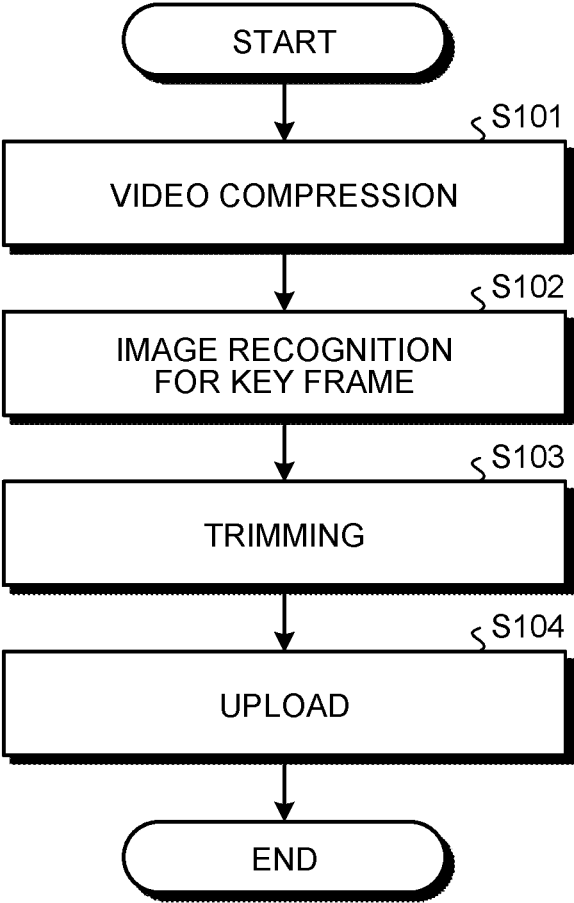 START
S101
VIDEO COMPRESSION
S102
IMAGE RECOGNITION
FOR KEY FRAME
S103
TRIMMING
S104
UPLOAD
END